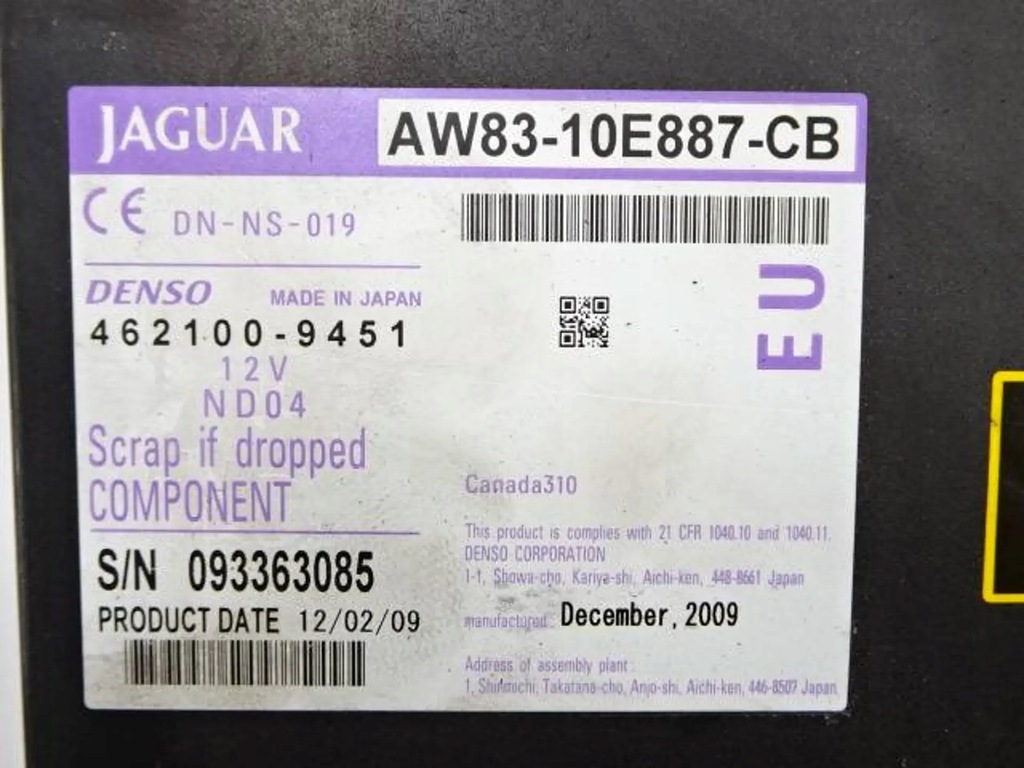 JAGUAR AW83-10E887-CB
CE DN-NS-019
DENSO MADE IN JAPAN
462100-9451
12V
ND04
Scrap if dropped
COMPONENT
S/N 093363085
PRODUCT DATE 12/02/09
EU
Canada310
This product is complies with 21 CFR 1040.10 and 1040.11.
DENSO CORPORATION
1-1, Showa-cho, Kariya-shi, Aichi-ken, 448-8661 Japan
manufactured: December, 2009
Address of assembly plant:
1, Shinmichi, Takatana-cho, Anjo-shi, Aichi-ken, 446-8507 Japan